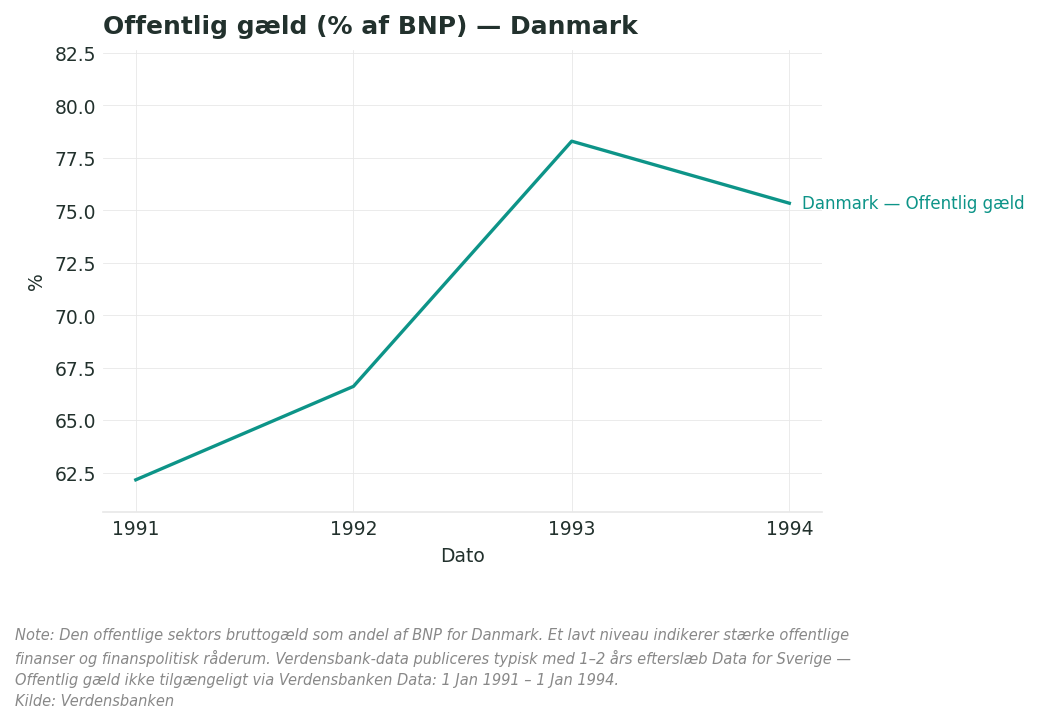 Offentlig gæld (% af BNP) — Danmark
82.5
80.0
77.5
75.0
72.5
70.0
67.5
65.0
62.5
%
1991 1992 1993 1994
Dato
Danmark — Offentlig gæld
Note: Den offentlige sektors bruttogæld som andel af BNP for Danmark. Et lavt niveau indikerer stærke offentlige
finanser og finanspolitisk råderum. Verdensbank-data publiceres typisk med 1–2 års efterslæb Data for Sverige —
Offentlig gæld ikke tilgængeligt via Verdensbanken Data: 1 Jan 1991 – 1 Jan 1994.
Kilde: Verdensbanken